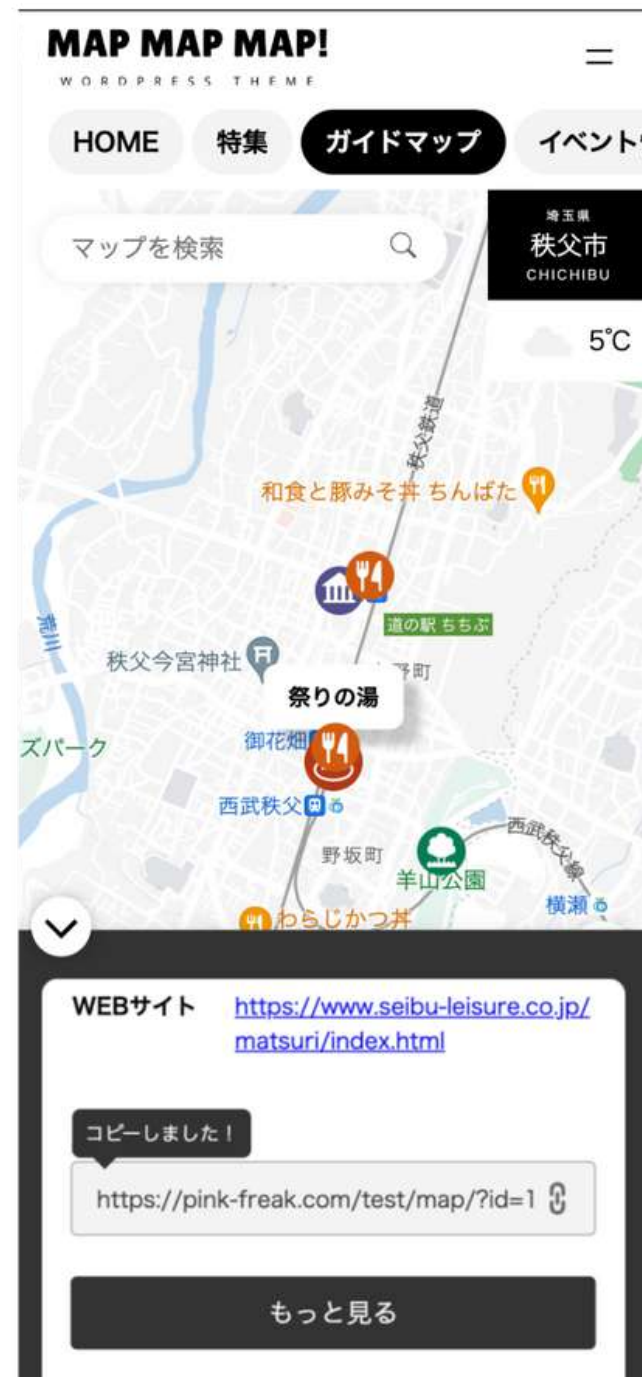 MAP MAP MAP!
WORDPRESS THEME
HOME
特集
ガイドマップ
イベント
マップを検索
埼玉県
秩父市
CHICHIBU
5°C
秩父鉄道
和食と豚みそ丼 ちんばた
道の駅 ちちぶ
荒川
秩父今宮神社
野町
祭りの湯
ズパーク
御花畑
西武秩父
野坂町
西武秩父線
羊山公園
横瀬
わらじかつ丼
WEBサイト
https://www.seibu-leisure.co.jp/
matsuri/index.html
コピーしました!
https://pink-freak.com/test/map/?id=1
もっと見る